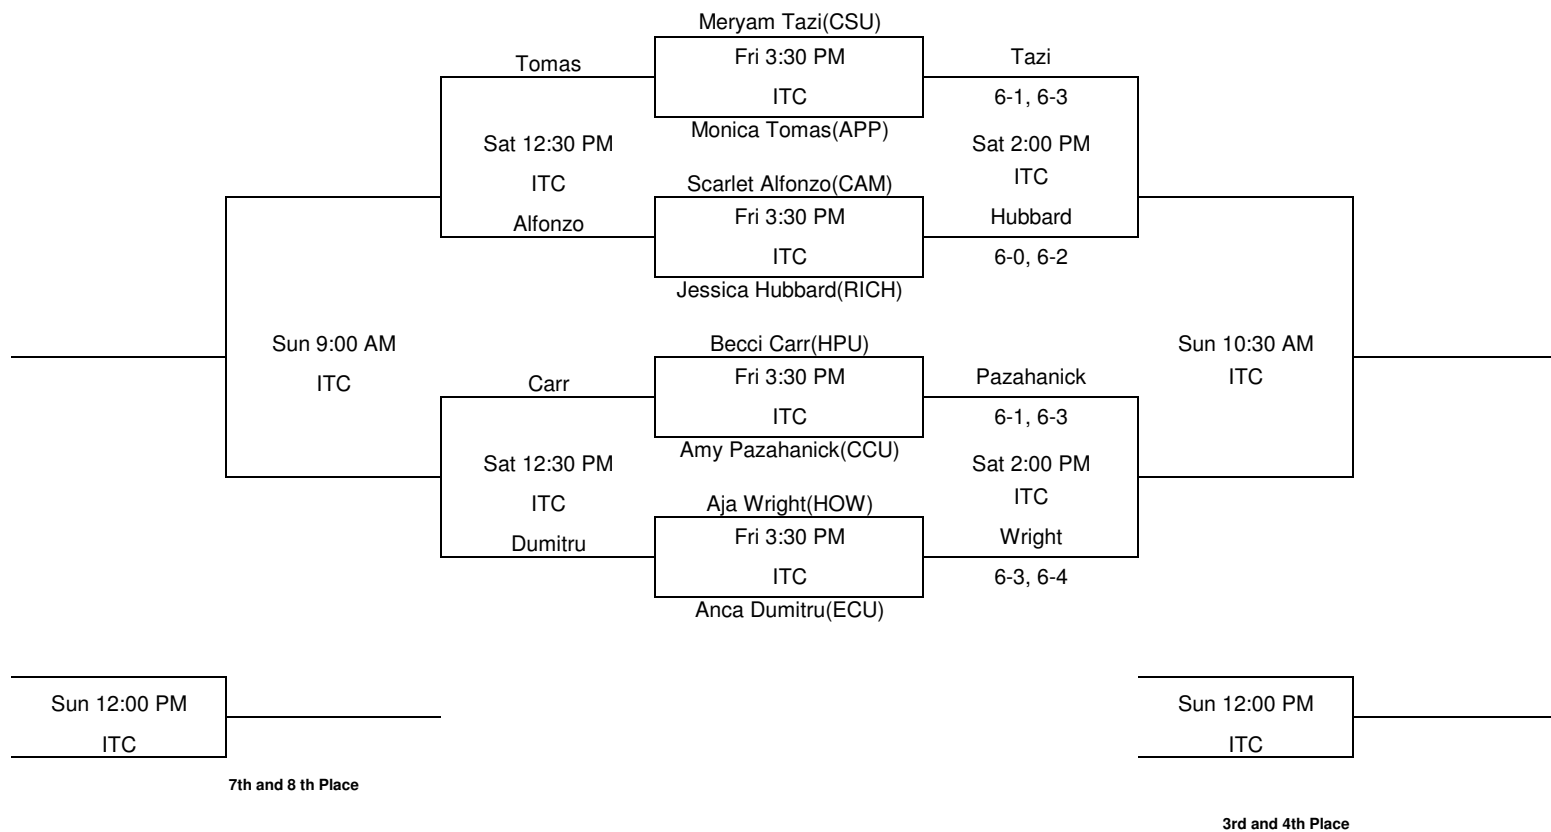 Meryam Tazi(CSU)
Tomas
Fri 3:30 PM
Tazi
ITC
6-1, 6-3
Monica Tomas(APP)
Sat 12:30 PM
Sat 2:00 PM
ITC
Scarlet Alfonzo(CAM)
ITC
Alfonzo
Fri 3:30 PM
Hubbard
ITC
6-0, 6-2
Jessica Hubbard(RICH)
Sun 9:00 AM
Becci Carr(HPU)
Sun 10:30 AM
ITC
Carr
Fri 3:30 PM
Pazahanick
ITC
ITC
6-1, 6-3
Amy Pazahanick(CCU)
Sat 12:30 PM
Sat 2:00 PM
ITC
Aja Wright(HOW)
ITC
Dumitru
Fri 3:30 PM
Wright
ITC
6-3, 6-4
Anca Dumitru(ECU)
Sun 12:00 PM
Sun 12:00 PM
ITC
ITC
7th and 8 th Place
3rd and 4th Place